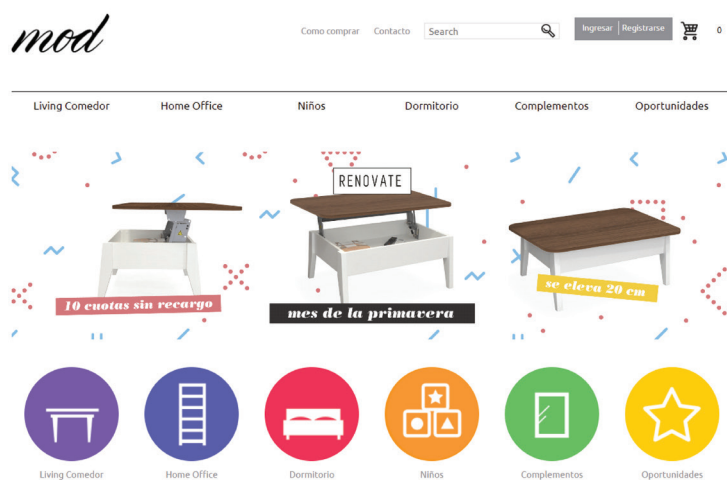 mod
Como comprar Contacto Search Ingresar Registrarse 0
Living Comedor Home Office Niños Dormitorio Complementos Oportunidades
RENOVATE
10 cuotas sin recargo
se eleva 20 cm
mes de la primavera
Living Comedor Home Office Dormitorio Niños Complementos Oportunidades